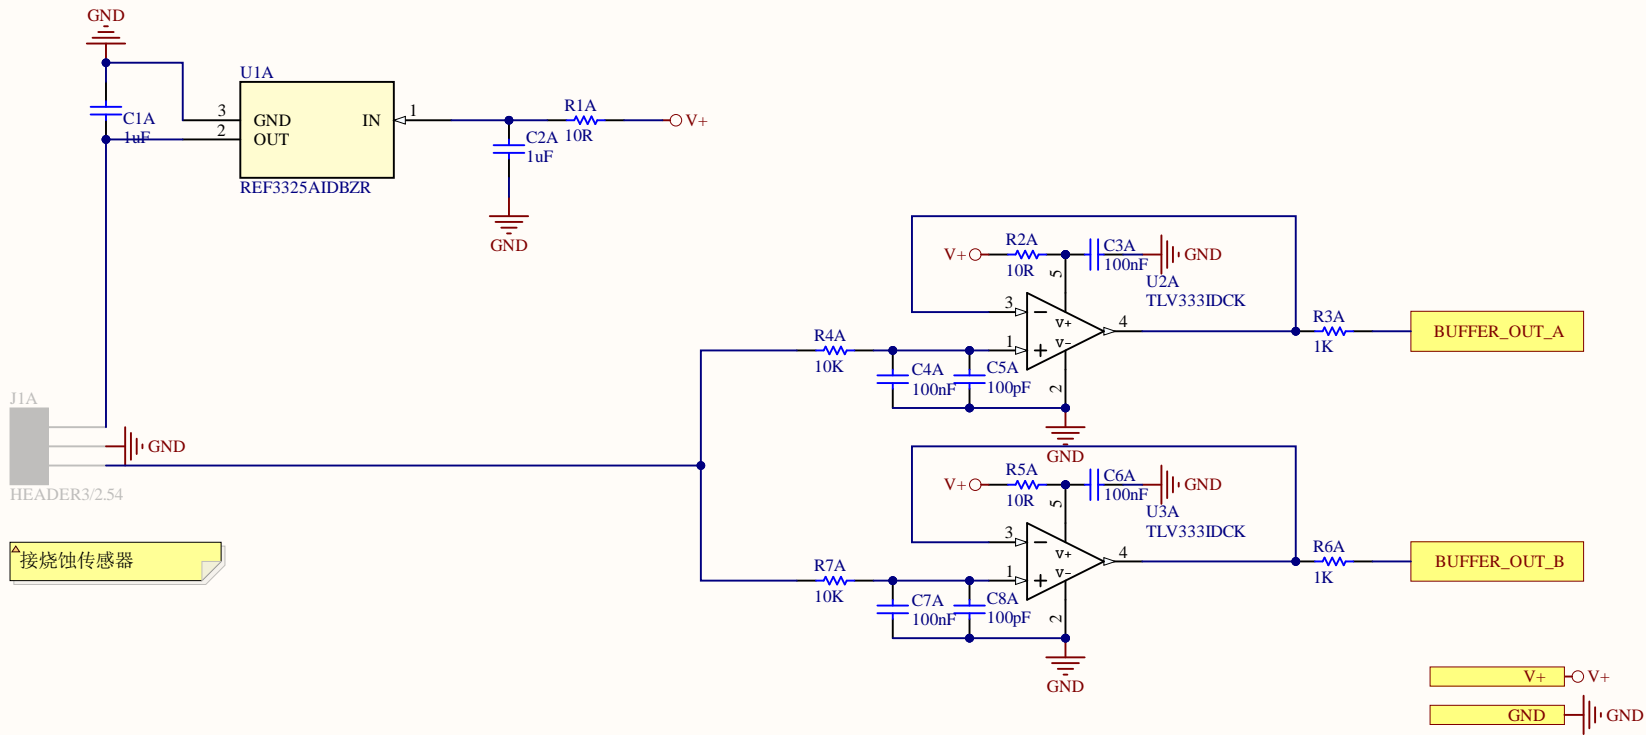 GND
U1A
C1A
1uF
3
GND
2
OUT
IN
1
REF3325AIDBZR
R1A
10R
V+
C2A
1uF
GND
V+
R2A
10R
C3A
100nF
GND
5
U2A
TLV333IDCK
3
V+
4
1
V-
2
R3A
1K
BUFFER_OUT_A
R4A
10K
C4A
100nF
C5A
100pF
GND
J1A
GND
HEADER3/2.54
接烧蚀传感器
V+
R5A
10R
C6A
100nF
GND
5
U3A
TLV333IDCK
3
V+
4
1
V-
2
R6A
1K
BUFFER_OUT_B
R7A
10K
C7A
100nF
C8A
100pF
GND
V+
V+
GND
GND